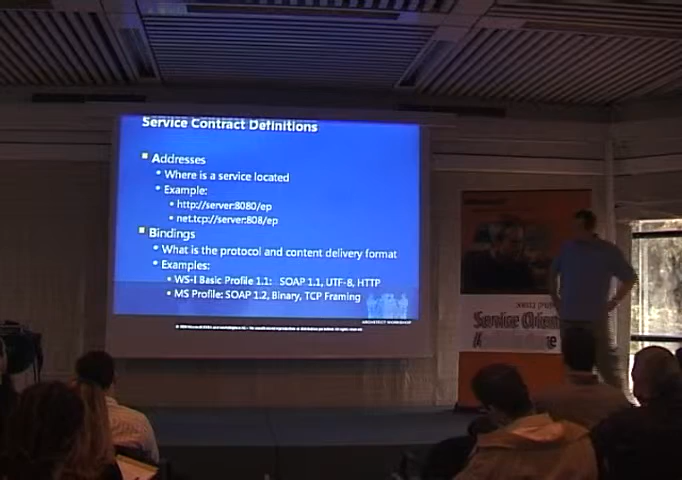 Service Contract Definitions
Addresses
Where is a service located
Example:
http://server:8080/ep
net.tcp://server:808/ep
Bindings
What is the protocol and content delivery format
Examples:
WS-I Basic Profile 1.1: SOAP 1.1, UTF-8, HTTP
MS Profile: SOAP 1.2, Binary, TCP Framing
ARCHITECT WORKSHOP
Service Orient